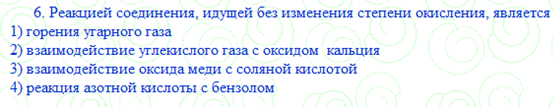 6. Реакцией соединения, идущей без изменения степени окисления, является
1) горения угарного газа
2) взаимодействие углекислого газа с оксидом кальция
3) взаимодействие оксида меди с соляной кислотой
4) реакция азотной кислоты с бензолом